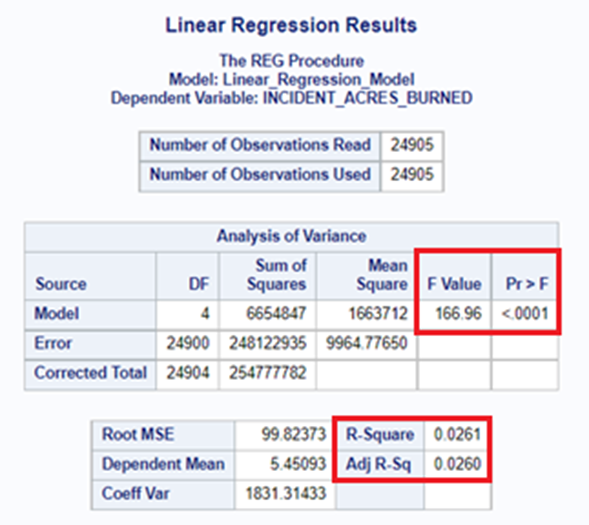 Linear Regression Results
The REG Procedure
Model: Linear_Regression_Model
Dependent Variable: INCIDENT_ACRES_BURNED
Number of Observations Read 24905
Number of Observations Used 24905
Analysis of Variance
Source DF Sum of Squares Mean Square F Value Pr > F
Model 4 6654847 1663712 166.96 <.0001
Error 24900 248122935 9964.77650
Corrected Total 24904 254777782
Root MSE 99.82373 R-Square 0.0261
Dependent Mean 5.45093 Adj R-Sq 0.0260
Coeff Var 1831.31433